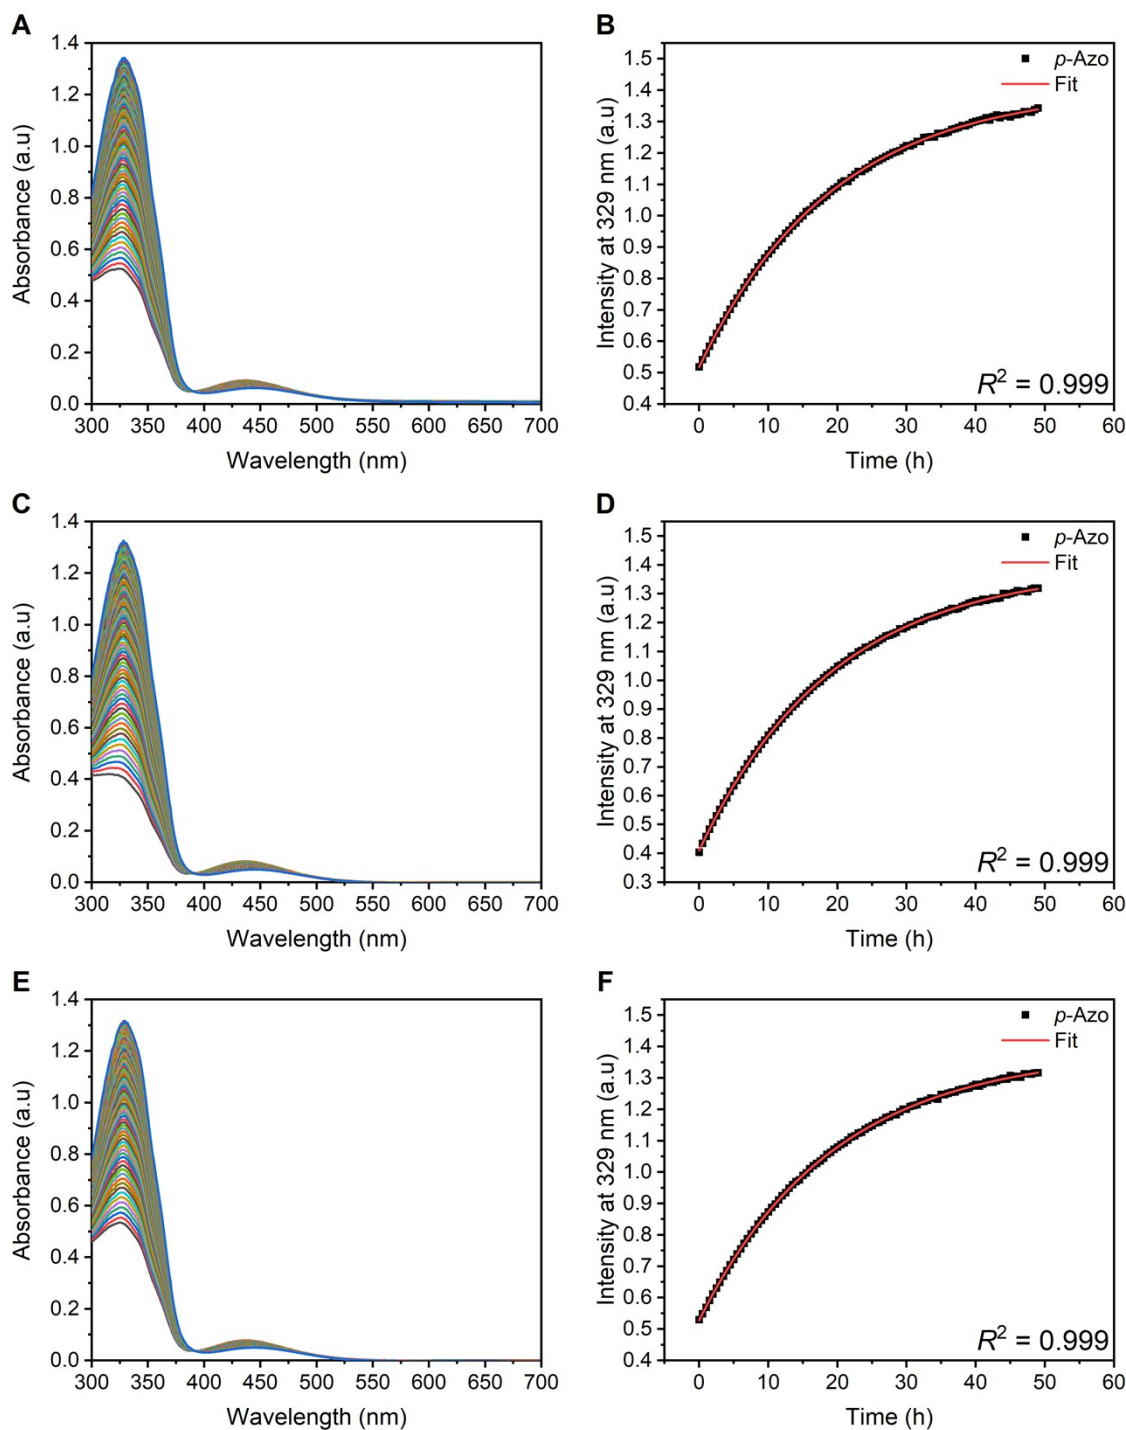 A
1.4
1.2
1.0
0.8
0.6
0.4
0.2
0.0
Absorbance (a.u)
300 350 400 450 500 550 600 650 700
Wavelength (nm)
B
1.5
1.4
1.3
1.2
1.1
1.0
0.9
0.8
0.7
0.6
0.5
0.4
Intensity at 329 nm (a.u)
p-Azo
Fit
R² = 0.999
0 10 20 30 40 50 60
Time (h)
C
1.4
1.2
1.0
0.8
0.6
0.4
0.2
0.0
Absorbance (a.u)
300 350 400 450 500 550 600 650 700
Wavelength (nm)
D
1.5
1.4
1.3
1.2
1.1
1.0
0.9
0.8
0.7
0.6
0.5
0.4
0.3
Intensity at 329 nm (a.u)
p-Azo
Fit
R² = 0.999
0 10 20 30 40 50 60
Time (h)
E
1.4
1.2
1.0
0.8
0.6
0.4
0.2
0.0
Absorbance (a.u)
300 350 400 450 500 550 600 650 700
Wavelength (nm)
F
1.5
1.4
1.3
1.2
1.1
1.0
0.9
0.8
0.7
0.6
0.5
0.4
Intensity at 329 nm (a.u)
p-Azo
Fit
R² = 0.999
0 10 20 30 40 50 60
Time (h)